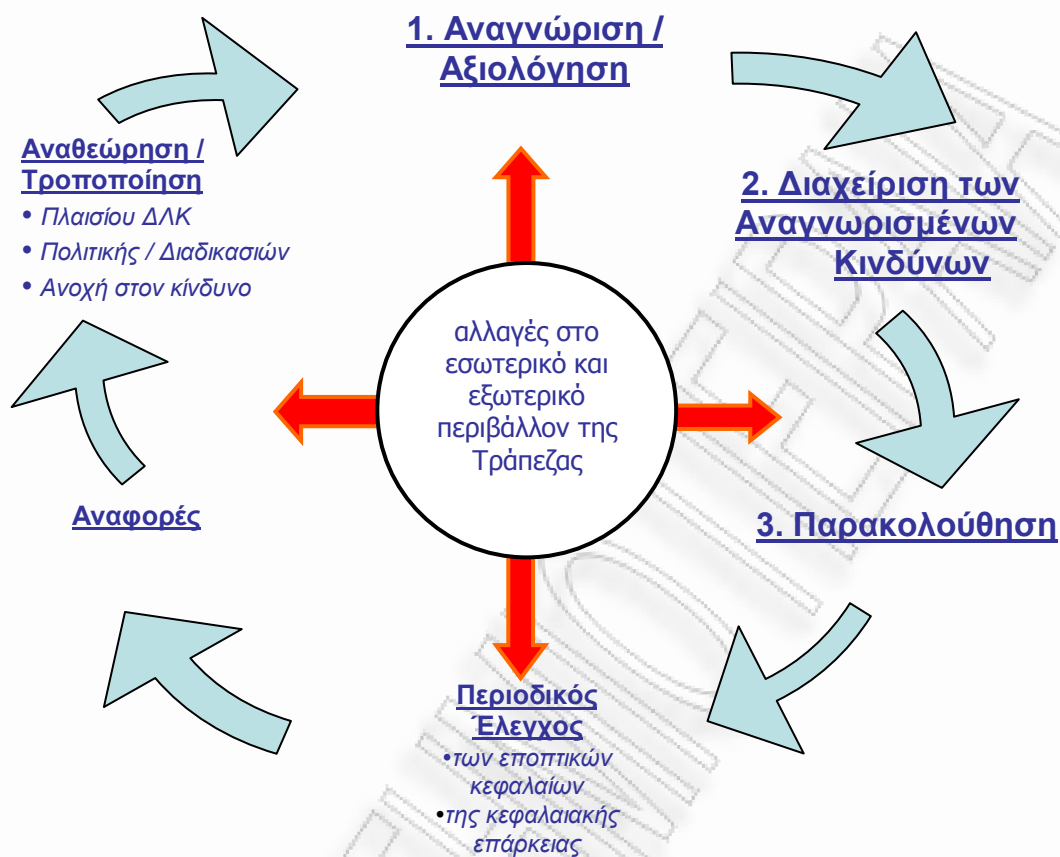 1. Αναγνώριση /
Αξιολόγηση
2. Διαχείριση των
Αναγνωρισμένων
Κινδύνων
3. Παρακολούθηση
Περιοδικός
Έλεγχος
•των εποπτικών
κεφαλαίων
•της κεφαλαιακής
επάρκειας
Αναφορές
Αναθεώρηση /
Τροποποίηση
• Πλαισίου ΔΛΚ
• Πολιτικής / Διαδικασιών
• Ανοχή στον κίνδυνο
αλλαγές στο
εσωτερικό και
εξωτερικό
περιβάλλον της
Τράπεζας